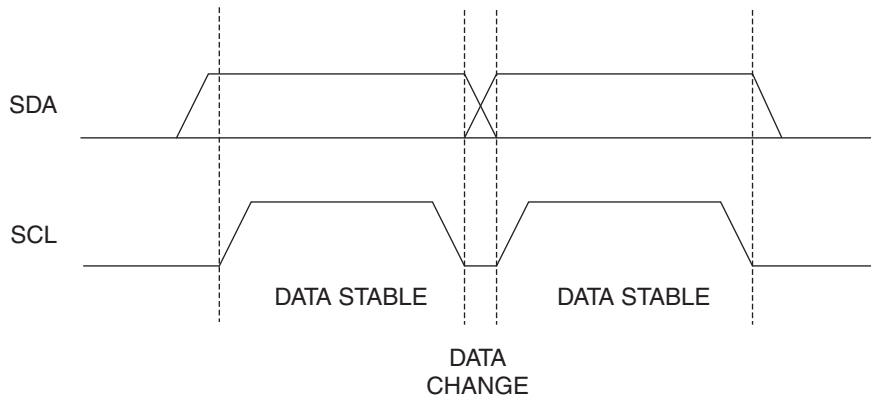 SDA
SCL
DATA STABLE
DATA STABLE
DATA
CHANGE